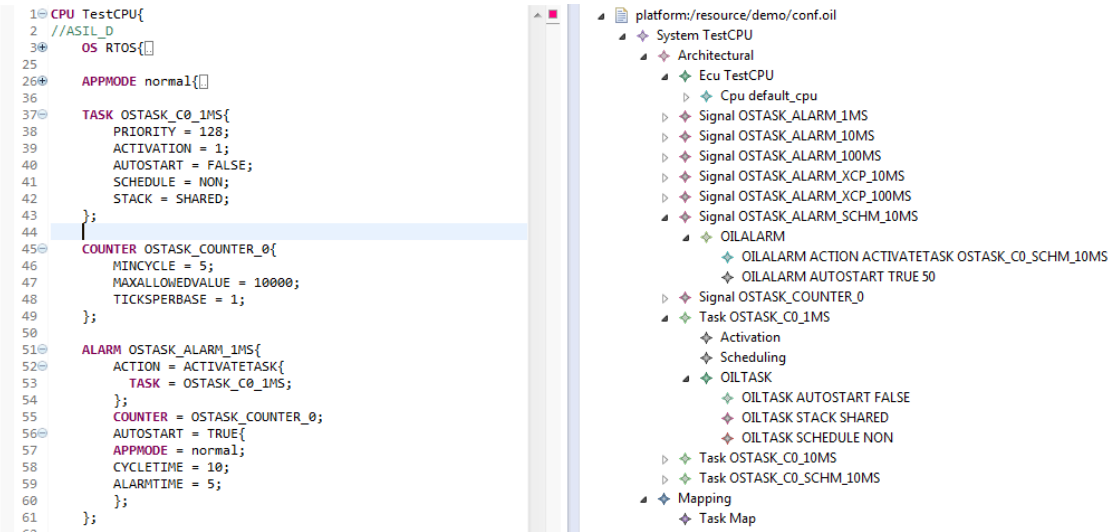 1 CPU TestCPU{
2 //ASIL_D
3 OS RTOS{
25
26 APPMODE normal{
36
37 TASK OSTASK_C0_1MS{
38 PRIORITY = 128;
39 ACTIVATION = 1;
40 AUTOSTART = FALSE;
41 SCHEDULE = NON;
42 STACK = SHARED;
43 };
44
45 COUNTER OSTASK_COUNTER_0{
46 MINCYCLE = 5;
47 MAXALLOWEDVALUE = 10000;
48 TICKSPERBASE = 1;
49 };
50
51 ALARM OSTASK_ALARM_1MS{
52 ACTION = ACTIVATETASK{
53 TASK = OSTASK_C0_1MS;
54 };
55 COUNTER = OSTASK_COUNTER_0;
56 AUTOSTART = TRUE{
57 APPMODE = normal;
58 CYCLETIME = 10;
59 ALARMTIME = 5;
60 };
61 };
platform:/resource/demo/conf.oil
System TestCPU
Architectural
Ecu TestCPU
Cpu default_cpu
Signal OSTASK_ALARM_1MS
Signal OSTASK_ALARM_10MS
Signal OSTASK_ALARM_100MS
Signal OSTASK_ALARM_XCP_10MS
Signal OSTASK_ALARM_XCP_100MS
Signal OSTASK_ALARM_SCHM_10MS
OILALARM
OILALARM ACTION ACTIVATETASK OSTASK_C0_SCHM_10MS
OILALARM AUTOSTART TRUE 50
Signal OSTASK_COUNTER_0
Task OSTASK_C0_1MS
Activation
Scheduling
OILTASK
OILTASK AUTOSTART FALSE
OILTASK STACK SHARED
OILTASK SCHEDULE NON
Task OSTASK_C0_10MS
Task OSTASK_C0_SCHM_10MS
Mapping
Task Map